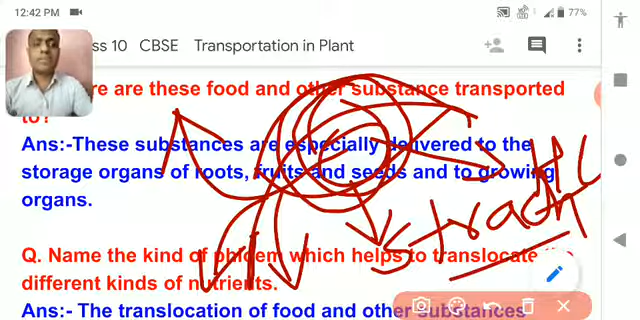 12:42 PM 77%
ss 10 CBSE Transportation in Plant
re are these food and other substance transported
to?
Ans:-These substances are especially delivered to the
storage organs of roots, fruits and seeds and to growing
organs.
Q. Name the kind of phloem which helps to translocate the
different kinds of nutrients.
Ans:- The translocation of food and other substances